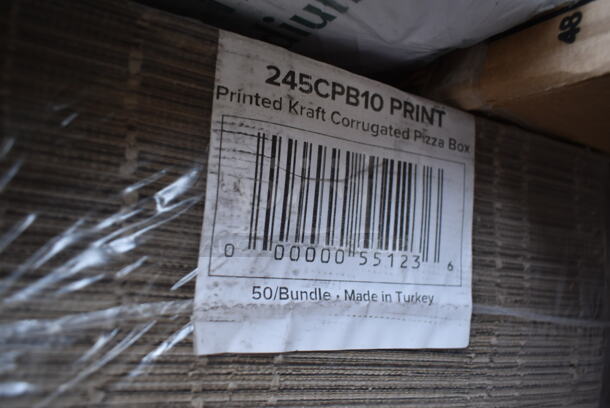 48
245CPB10 PRINT
Printed Kraft Corrugated Pizza Box
0 00000 55123 6
50/Bundle • Made in Turkey